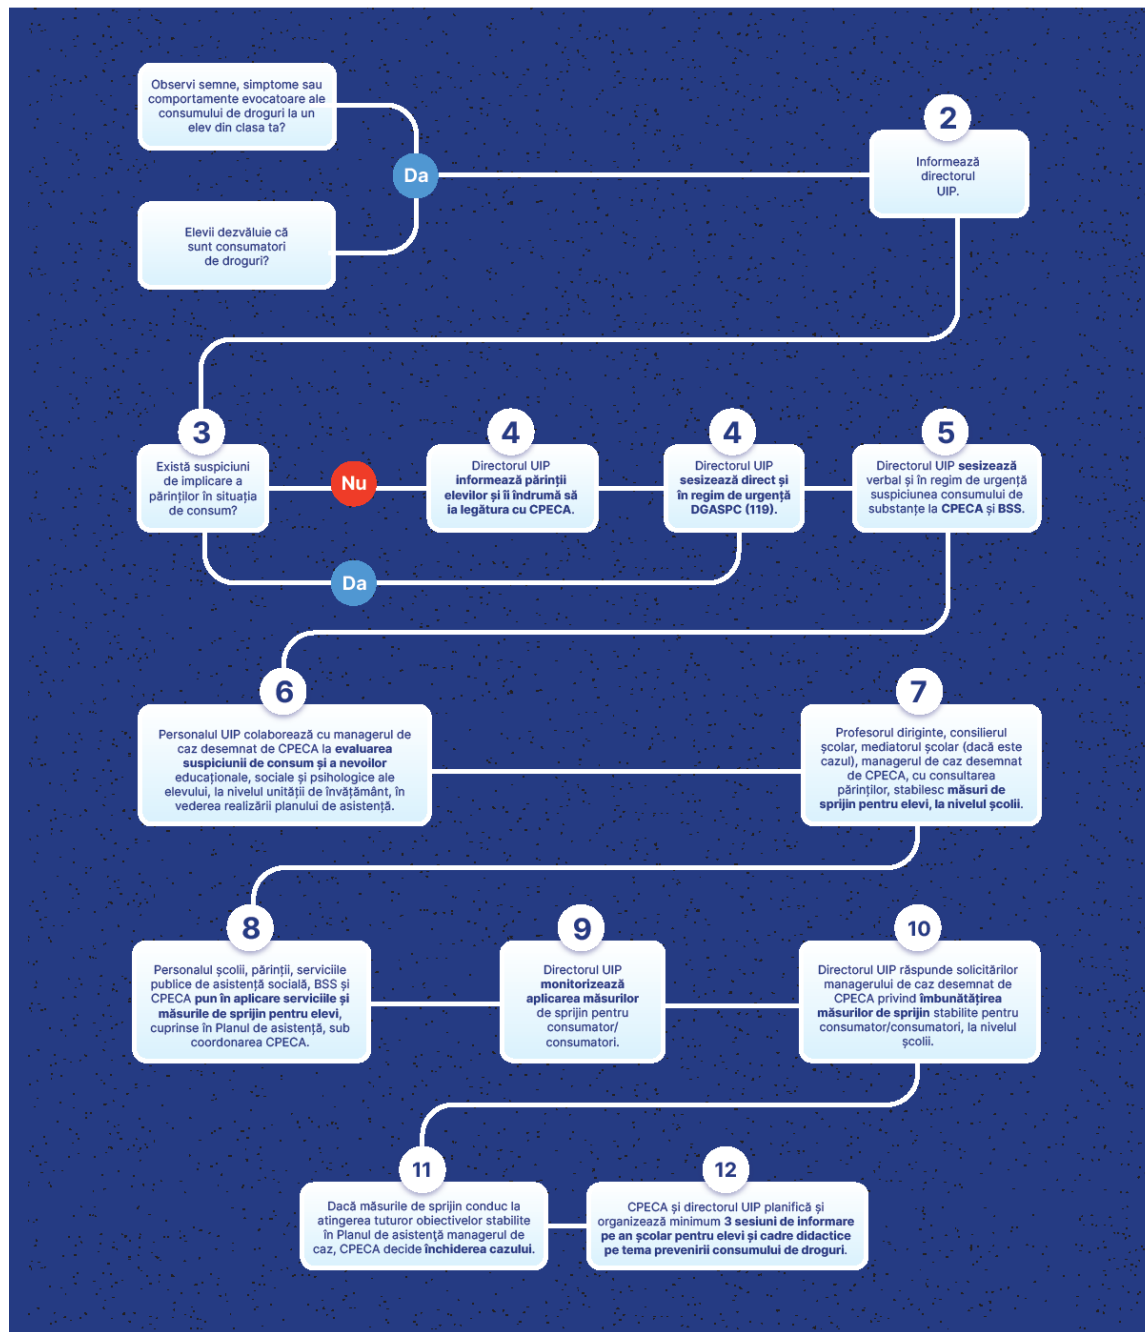 Observi semne, simptome sau
comportamente evocatoare ale
consumului de droguri la un
elev din clasa ta?
Da
Elevii dezvăluie că
sunt consumatori
de droguri?
2
Informează
directorul
UIP.
3
Există suspiciuni
de implicare a
părinților în situația
de consum?
Nu
Da
4
Directorul UIP
informează părinții
elevilor și îi îndrumă să
ia legătura cu CPECA.
4
Directorul UIP
sesizează direct și
în regim de urgență
DGASPC (119).
5
Directorul UIP sesizează
verbal și în regim de urgență
suspiciunea consumului de
substanțe la CPECA și BSS.
6
Personalul UIP colaborează cu managerul de
caz desemnat de CPECA la evaluarea
suspiciunii de consum și a nevoilor
educaționale, sociale și psihologice ale
elevului, la nivelul unității de învățământ, în
vederea realizării planului de asistență.
7
Profesorul diriginte, consilierul
școlar, mediatorul școlar (dacă este
cazul), managerul de caz desemnat
de CPECA, cu consultarea
părinților, stabilesc măsuri de
sprijin pentru elevi, la nivelul școlii.
8
Personalul școlii, părinții, serviciile
publice de asistență socială, BSS și
CPECA pun în aplicare serviciile și
măsurile de sprijin pentru elevi,
cuprinse în Planul de asistență, sub
coordonarea CPECA.
9
Directorul UIP
monitorizează
aplicarea măsurilor
de sprijin pentru
consumator/
consumatori.
10
Directorul UIP răspunde solicitărilor
managerului de caz desemnat de
CPECA privind îmbunătățirea
măsurilor de sprijin stabilite pentru
consumator/consumatori, la nivelul
școlii.
11
Dacă măsurile de sprijin conduc la
atingerea tuturor obiectivelor stabilite
în Planul de asistență managerul de
caz, CPECA decide închiderea cazului.
12
CPECA și directorul UIP planifică și
organizează minimum 3 sesiuni de informare
pe an școlar pentru elevi și cadre didactice
pe tema prevenirii consumului de droguri.